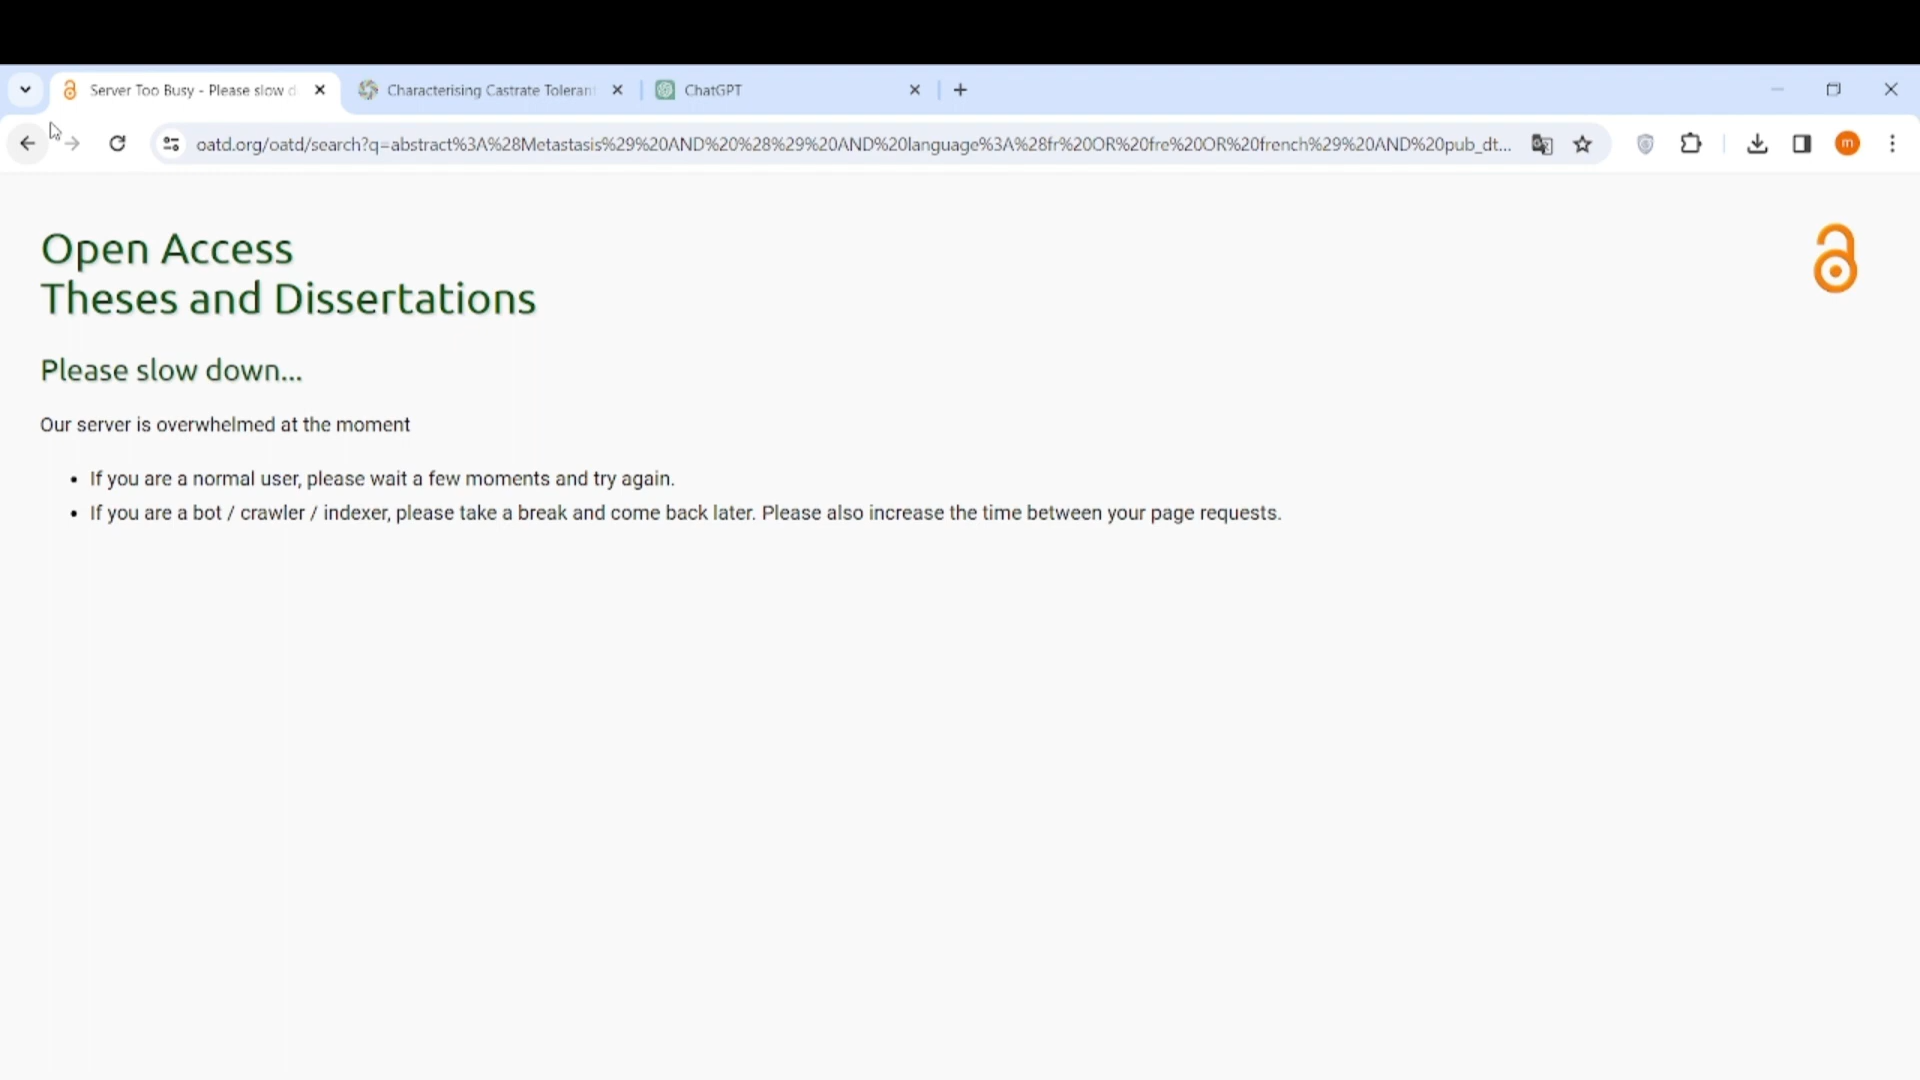 Server Too Busy - Please slow d
Characterising Castrate Toleran
ChatGPT
oatd.org/oatd/search?q=abstract%3A%28Metastasis%29%20AND%20%28%29%20AND%20language%3A%28fr%20OR%20fre%20OR%20french%29%20AND%20pub_dt...
m
Open Access
Theses and Dissertations
Please slow down...
Our server is overwhelmed at the moment
• If you are a normal user, please wait a few moments and try again.
• If you are a bot / crawler / indexer, please take a break and come back later. Please also increase the time between your page requests.